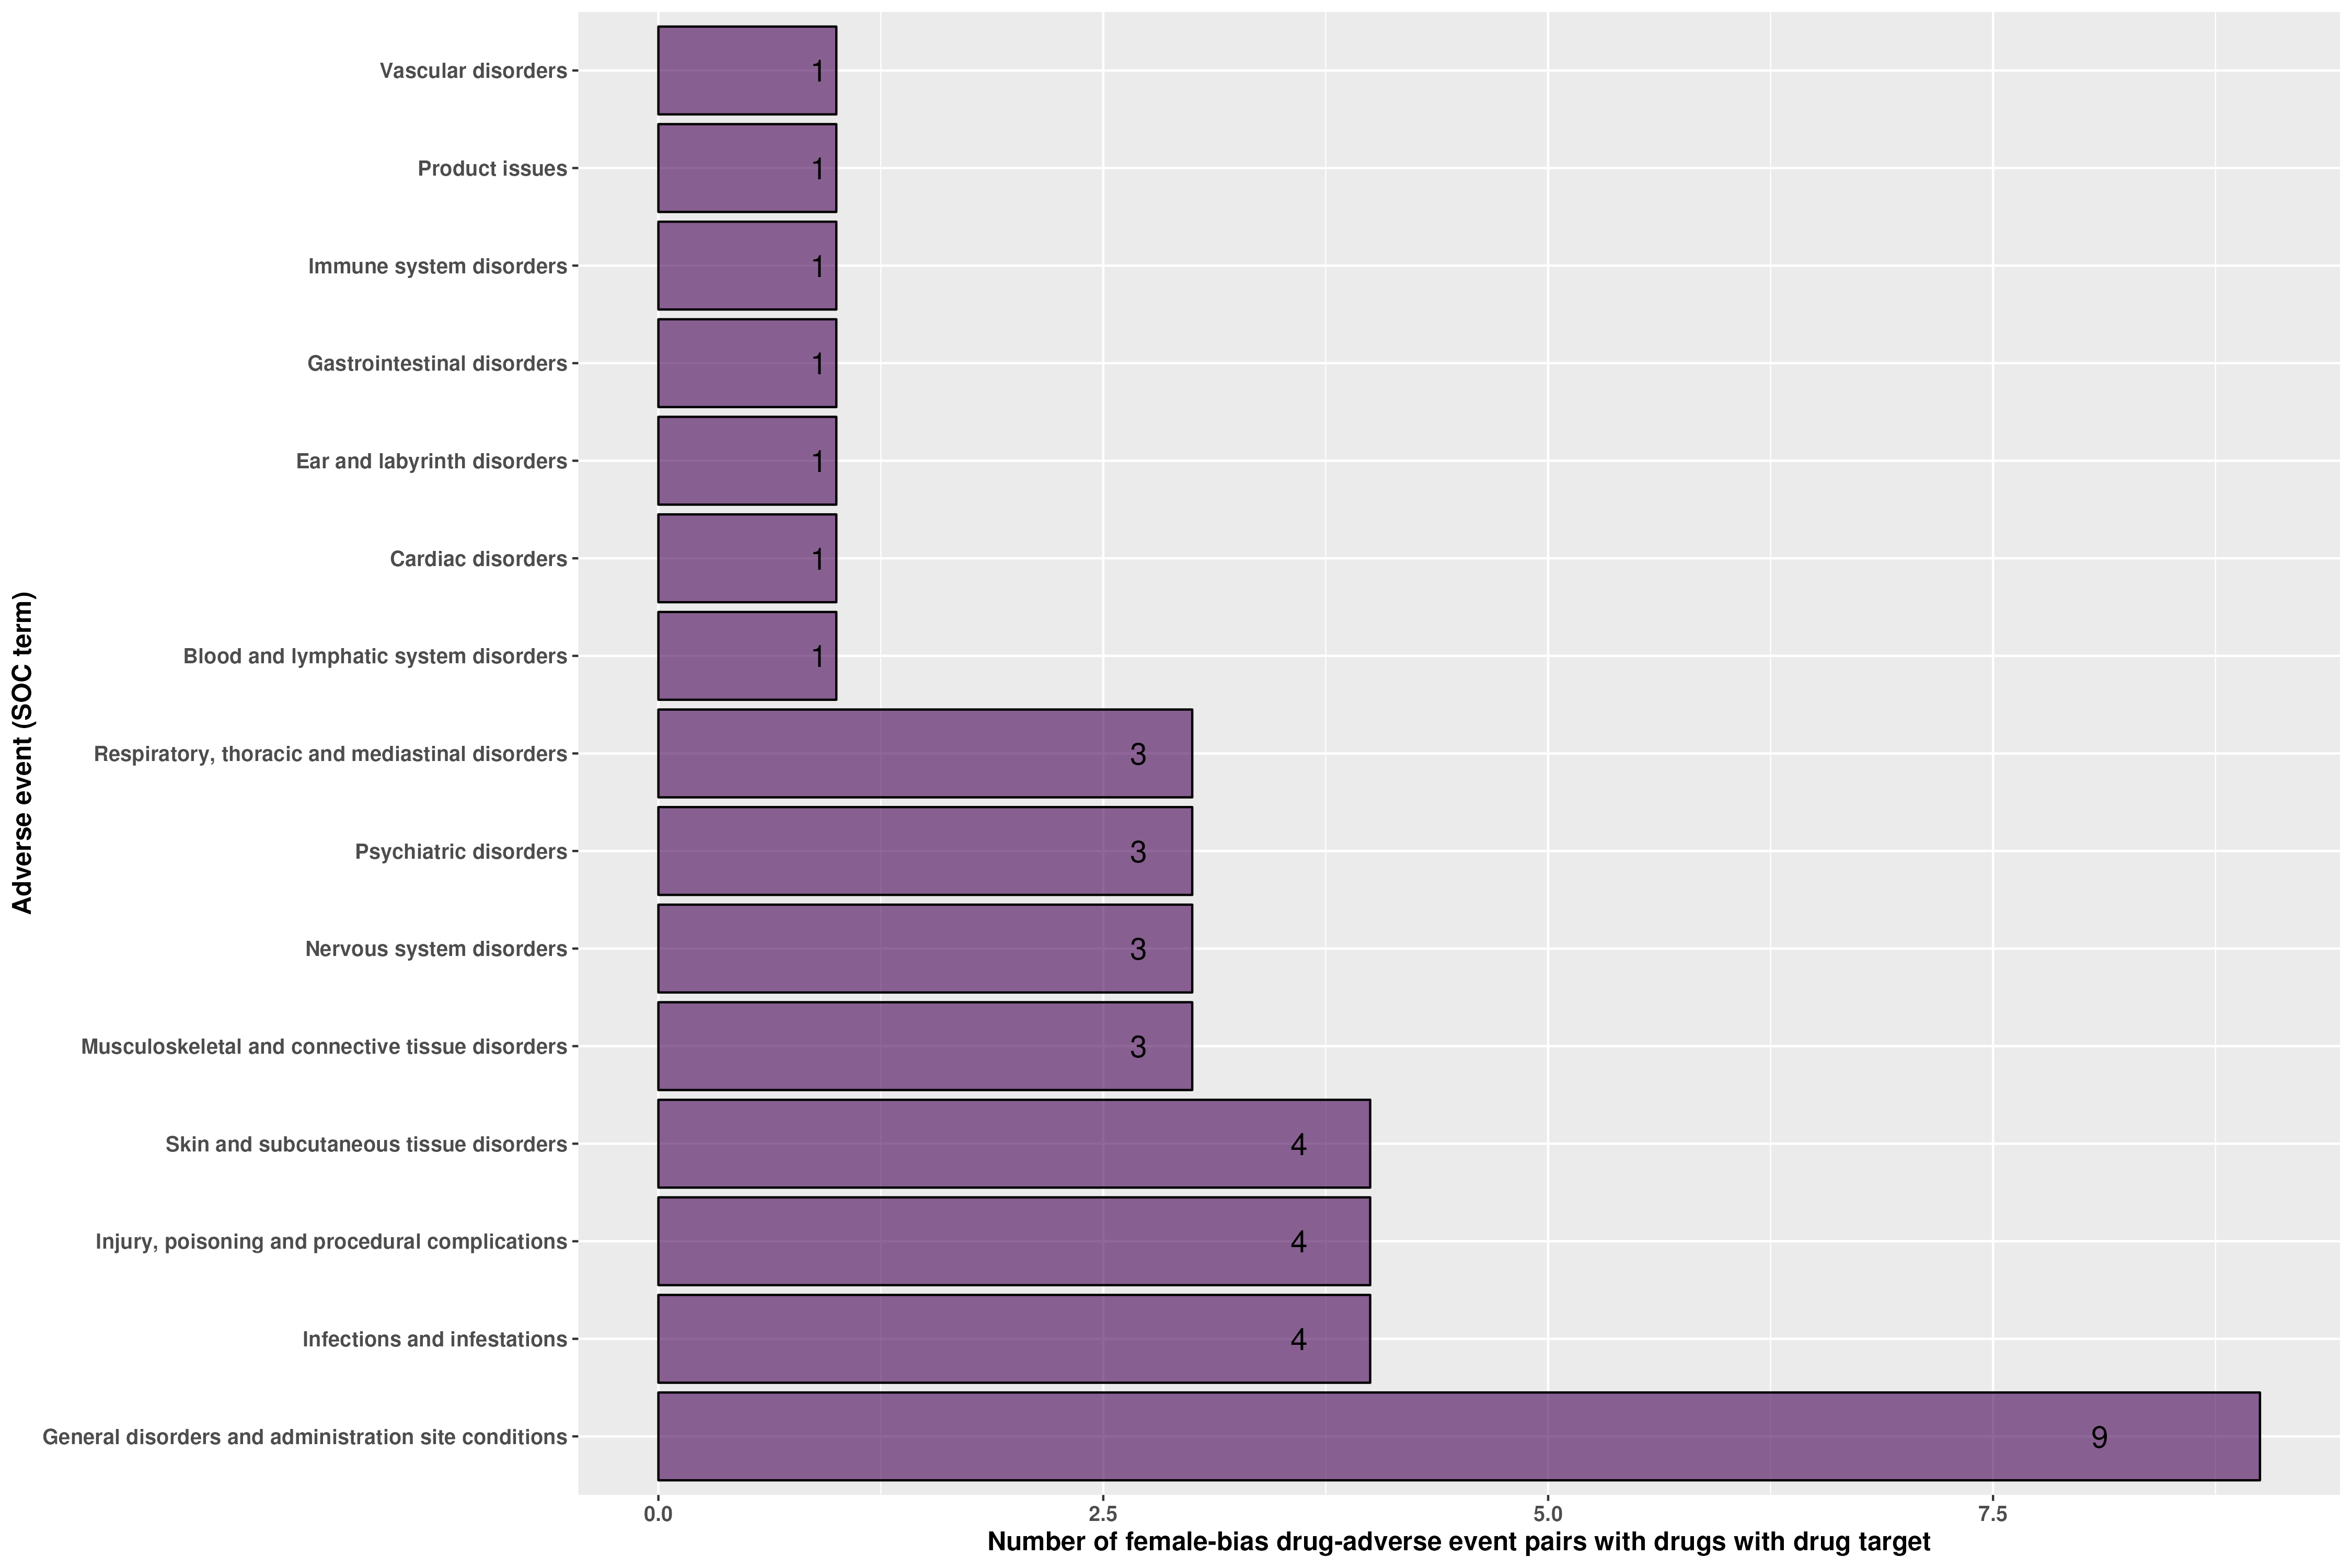 Adverse event (SOC term)
Vascular disorders 1
Product issues 1
Immune system disorders 1
Gastrointestinal disorders 1
Ear and labyrinth disorders 1
Cardiac disorders 1
Blood and lymphatic system disorders 1
Respiratory, thoracic and mediastinal disorders 3
Psychiatric disorders 3
Nervous system disorders 3
Musculoskeletal and connective tissue disorders 3
Skin and subcutaneous tissue disorders 4
Injury, poisoning and procedural complications 4
Infections and infestations 4
General disorders and administration site conditions 9
0.0 2.5 5.0 7.5
Number of female-bias drug-adverse event pairs with drugs with drug target